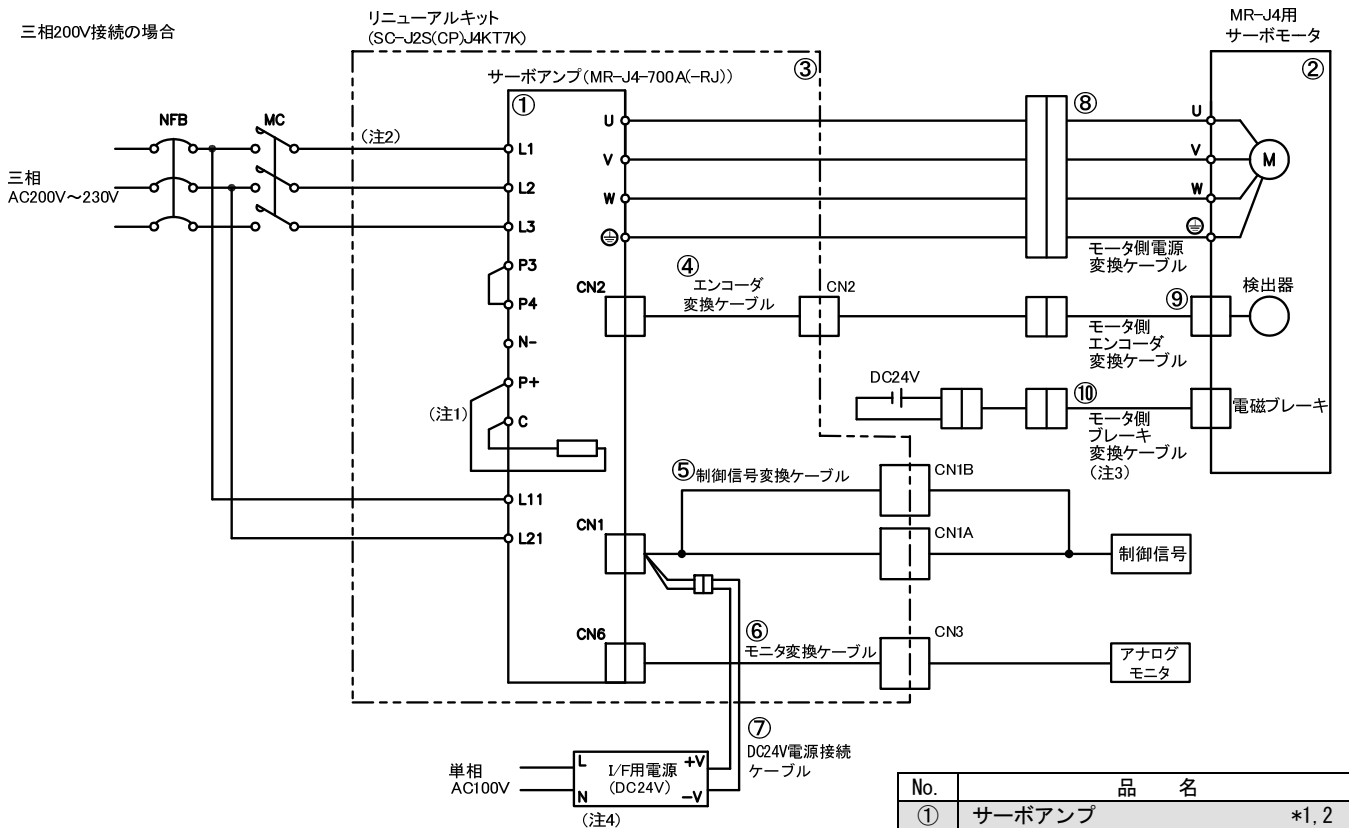 三相200V接続の場合
リニューアルキット
(SC-J2S(CP)J4KT7K)
MR-J4用
サーボモータ
サーボアンプ(MR-J4-700A(-RJ))
③
②
①
⑧
NFB
MC
(注2)
三相
AC200V～230V
L1
L2
L3
P3
P4
N-
P+
C
(注1)
L11
L21
U
V
W
CN2
CN1
CN6
U
V
W
M
モータ側電源
変換ケーブル
④
エンコーダ
変換ケーブル
CN2
⑨
検出器
モータ側
エンコーダ
変換ケーブル
DC24V
⑩
電磁ブレーキ
モータ側
ブレーキ
変換ケーブル
(注3)
⑤制御信号変換ケーブル
CN1B
CN1A
制御信号
⑥
モニタ変換ケーブル
CN3
アナログ
モニタ
⑦
DC24V電源接続
ケーブル
単相
AC100V
L
N
I/F用電源
(DC24V)
+V
-V
(注4)
No. 品 名
① サーボアンプ *1,2